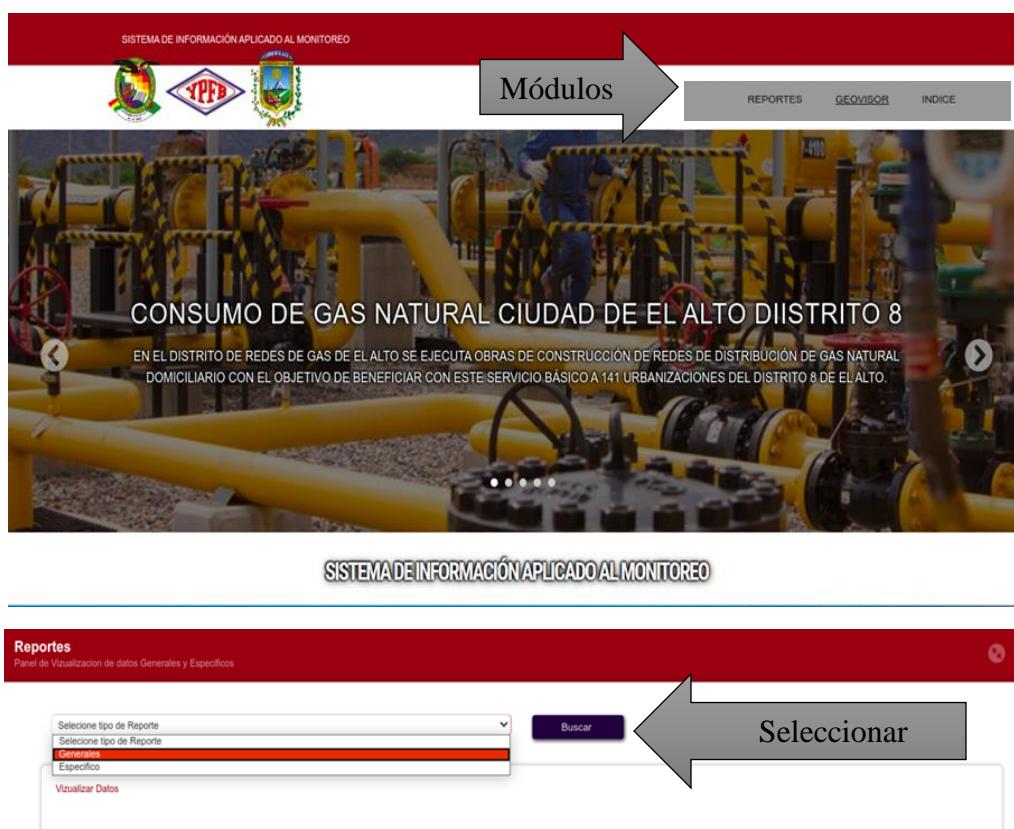 SISTEMA DE INFORMACIÓN APLICADO AL MONITOREO
YPFB
Módulos
REPORTES GEOVISOR INDICE
CONSUMO DE GAS NATURAL CIUDAD DE EL ALTO DIISTRITO 8
EN EL DISTRITO DE REDES DE GAS DE EL ALTO SE EJECUTA OBRAS DE CONSTRUCCIÓN DE REDES DE DISTRIBUCIÓN DE GAS NATURAL
DOMICILIARIO CON EL OBJETIVO DE BENEFICIAR CON ESTE SERVICIO BÁSICO A 141 URBANIZACIONES DEL DISTRITO 8 DE EL ALTO.
SISTEMA DE INFORMACIÓN APLICADO AL MONITOREO
Reportes
Panel de Vizualizacion de datos Generales y Especificos
Selecione tipo de Reporte
Buscar
Seleccionar
Selecione tipo de Reporte
Generales
Especifico
Vizualizar Datos